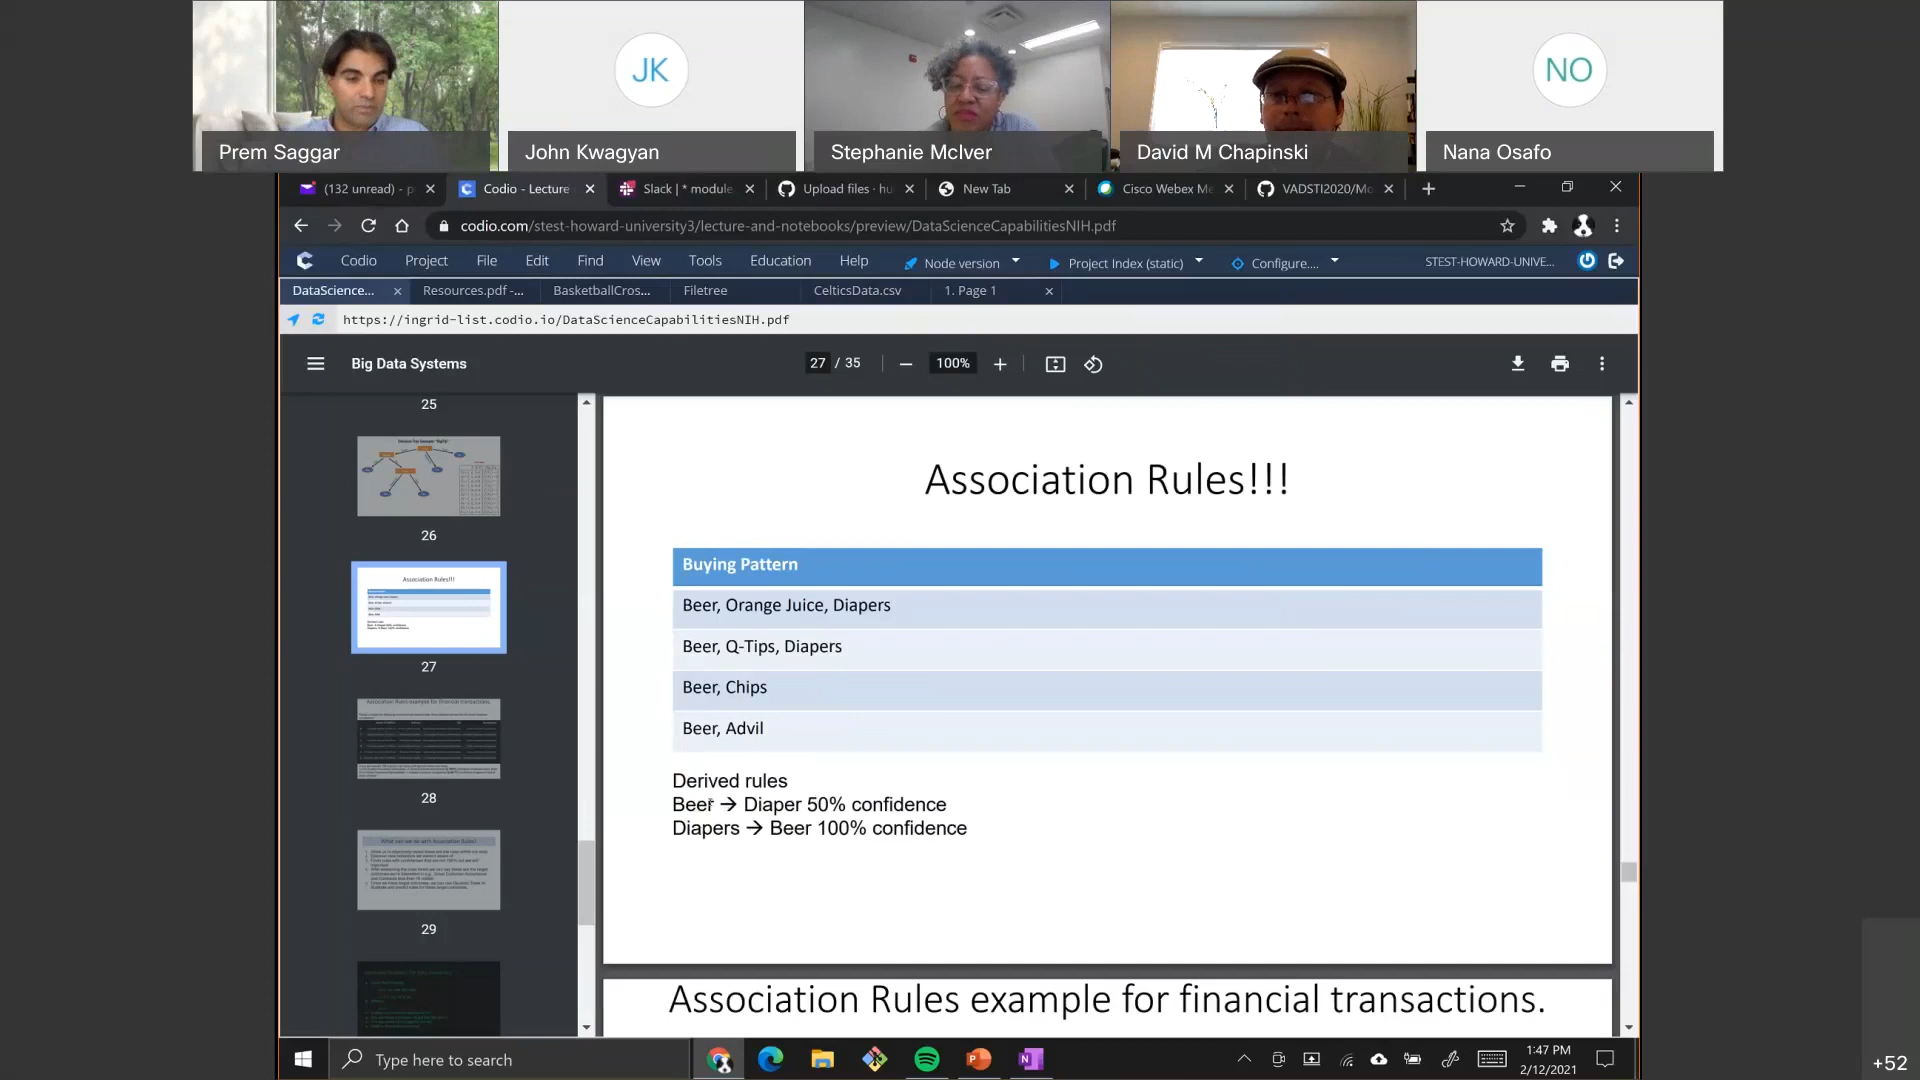 JK
NO
Prem Saggar
John Kwagyan
Stephanie McIver
David M Chapinski
Nana Osafo
(132 unread) - p
Codio - Lecture
Slack | * module
Upload files · hu
New Tab
Cisco Webex Me
VADSTI2020/Mo
codio.com/stest-howard-university3/lecture-and-notebooks/preview/DataScienceCapabilitiesNIH.pdf
Codio Project File Edit Find View Tools Education Help Node version Project Index (static) Configure.... STEST-HOWARD-UNIVE...
DataScience... Resources.pdf -... BasketballCros... Filetree CelticsData.csv 1. Page 1
https://ingrid-list.codio.io/DataScienceCapabilitiesNIH.pdf
Big Data Systems 27 / 35 100%
25
26
Association Rules!!!
27
28
29
Association Rules!!!
Buying Pattern
Beer, Orange Juice, Diapers
Beer, Q-Tips, Diapers
Beer, Chips
Beer, Advil
Derived rules
Beer → Diaper 50% confidence
Diapers → Beer 100% confidence
Association Rules example for financial transactions.
Type here to search
1:47 PM
2/12/2021
+52